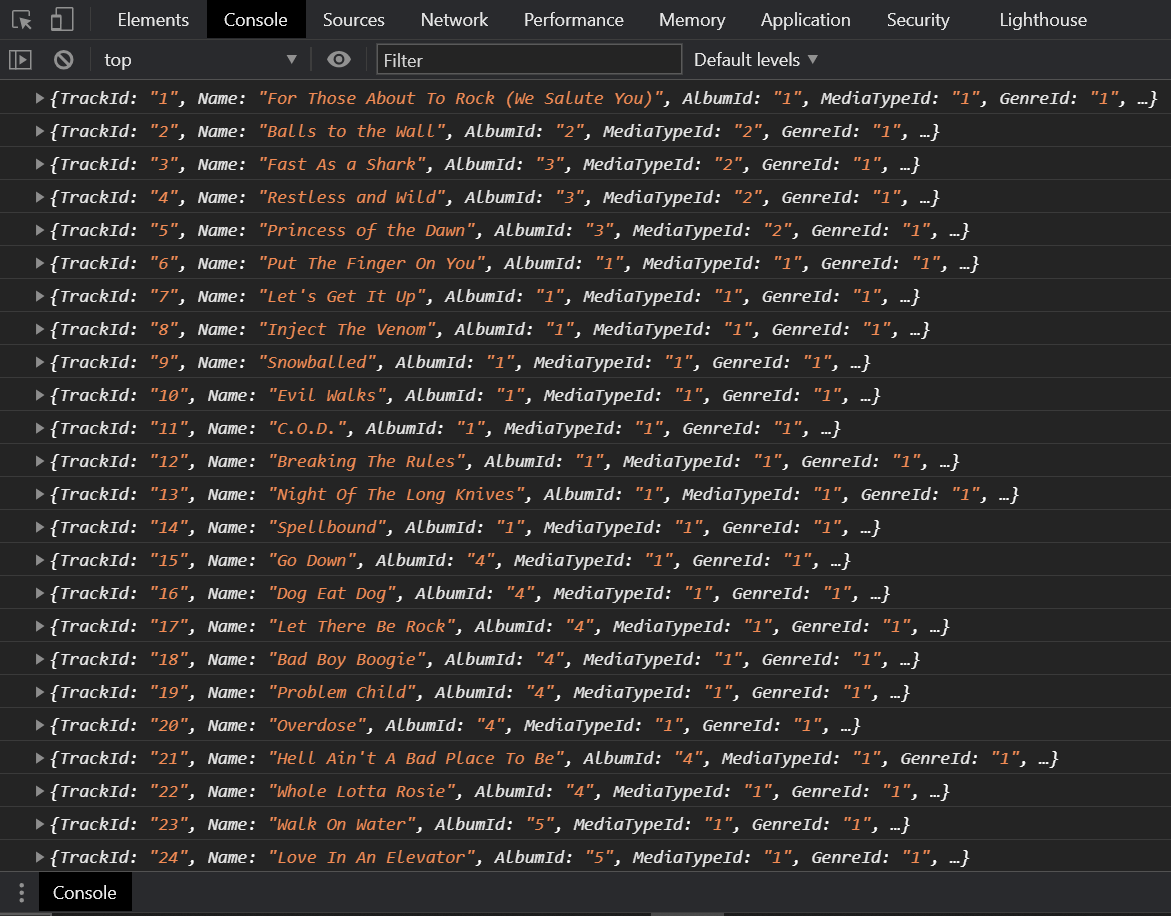 Elements Console Sources Network Performance Memory Application Security Lighthouse
top Filter Default levels
{TrackId: "1", Name: "For Those About To Rock (We Salute You)", AlbumId: "1", MediaTypeId: "1", GenreId: "1", …}
{TrackId: "2", Name: "Balls to the Wall", AlbumId: "2", MediaTypeId: "2", GenreId: "1", …}
{TrackId: "3", Name: "Fast As a Shark", AlbumId: "3", MediaTypeId: "2", GenreId: "1", …}
{TrackId: "4", Name: "Restless and Wild", AlbumId: "3", MediaTypeId: "2", GenreId: "1", …}
{TrackId: "5", Name: "Princess of the Dawn", AlbumId: "3", MediaTypeId: "2", GenreId: "1", …}
{TrackId: "6", Name: "Put The Finger On You", AlbumId: "1", MediaTypeId: "1", GenreId: "1", …}
{TrackId: "7", Name: "Let's Get It Up", AlbumId: "1", MediaTypeId: "1", GenreId: "1", …}
{TrackId: "8", Name: "Inject The Venom", AlbumId: "1", MediaTypeId: "1", GenreId: "1", …}
{TrackId: "9", Name: "Snowballed", AlbumId: "1", MediaTypeId: "1", GenreId: "1", …}
{TrackId: "10", Name: "Evil Walks", AlbumId: "1", MediaTypeId: "1", GenreId: "1", …}
{TrackId: "11", Name: "C.O.D.", AlbumId: "1", MediaTypeId: "1", GenreId: "1", …}
{TrackId: "12", Name: "Breaking The Rules", AlbumId: "1", MediaTypeId: "1", GenreId: "1", …}
{TrackId: "13", Name: "Night Of The Long Knives", AlbumId: "1", MediaTypeId: "1", GenreId: "1", …}
{TrackId: "14", Name: "Spellbound", AlbumId: "1", MediaTypeId: "1", GenreId: "1", …}
{TrackId: "15", Name: "Go Down", AlbumId: "4", MediaTypeId: "1", GenreId: "1", …}
{TrackId: "16", Name: "Dog Eat Dog", AlbumId: "4", MediaTypeId: "1", GenreId: "1", …}
{TrackId: "17", Name: "Let There Be Rock", AlbumId: "4", MediaTypeId: "1", GenreId: "1", …}
{TrackId: "18", Name: "Bad Boy Boogie", AlbumId: "4", MediaTypeId: "1", GenreId: "1", …}
{TrackId: "19", Name: "Problem Child", AlbumId: "4", MediaTypeId: "1", GenreId: "1", …}
{TrackId: "20", Name: "Overdose", AlbumId: "4", MediaTypeId: "1", GenreId: "1", …}
{TrackId: "21", Name: "Hell Ain't A Bad Place To Be", AlbumId: "4", MediaTypeId: "1", GenreId: "1", …}
{TrackId: "22", Name: "Whole Lotta Rosie", AlbumId: "4", MediaTypeId: "1", GenreId: "1", …}
{TrackId: "23", Name: "Walk On Water", AlbumId: "5", MediaTypeId: "1", GenreId: "1", …}
{TrackId: "24", Name: "Love In An Elevator", AlbumId: "5", MediaTypeId: "1", GenreId: "1", …}
Console